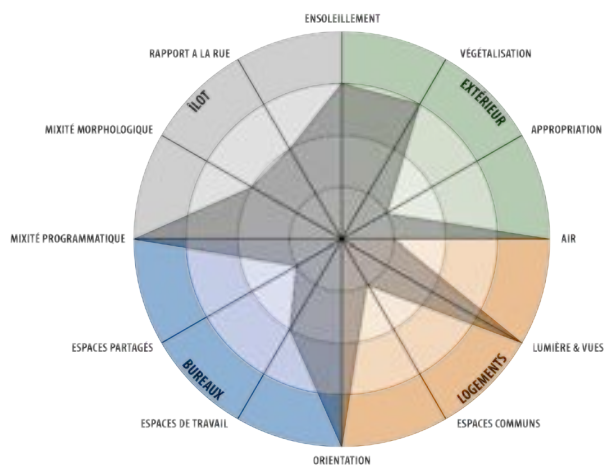 ENSOLEILLEMENT
RAPPORT A LA RUE
VÉGÉTALISATION
ÎLOT
EXTÉRIEUR
MIXITÉ MORPHOLOGIQUE
APPROPRIATION
MIXITÉ PROGRAMMATIQUE
AIR
ESPACES PARTAGÉS
LUMIÈRE & VUES
BUREAUX
LOGEMENTS
ESPACES DE TRAVAIL
ESPACES COMMUNS
ORIENTATION